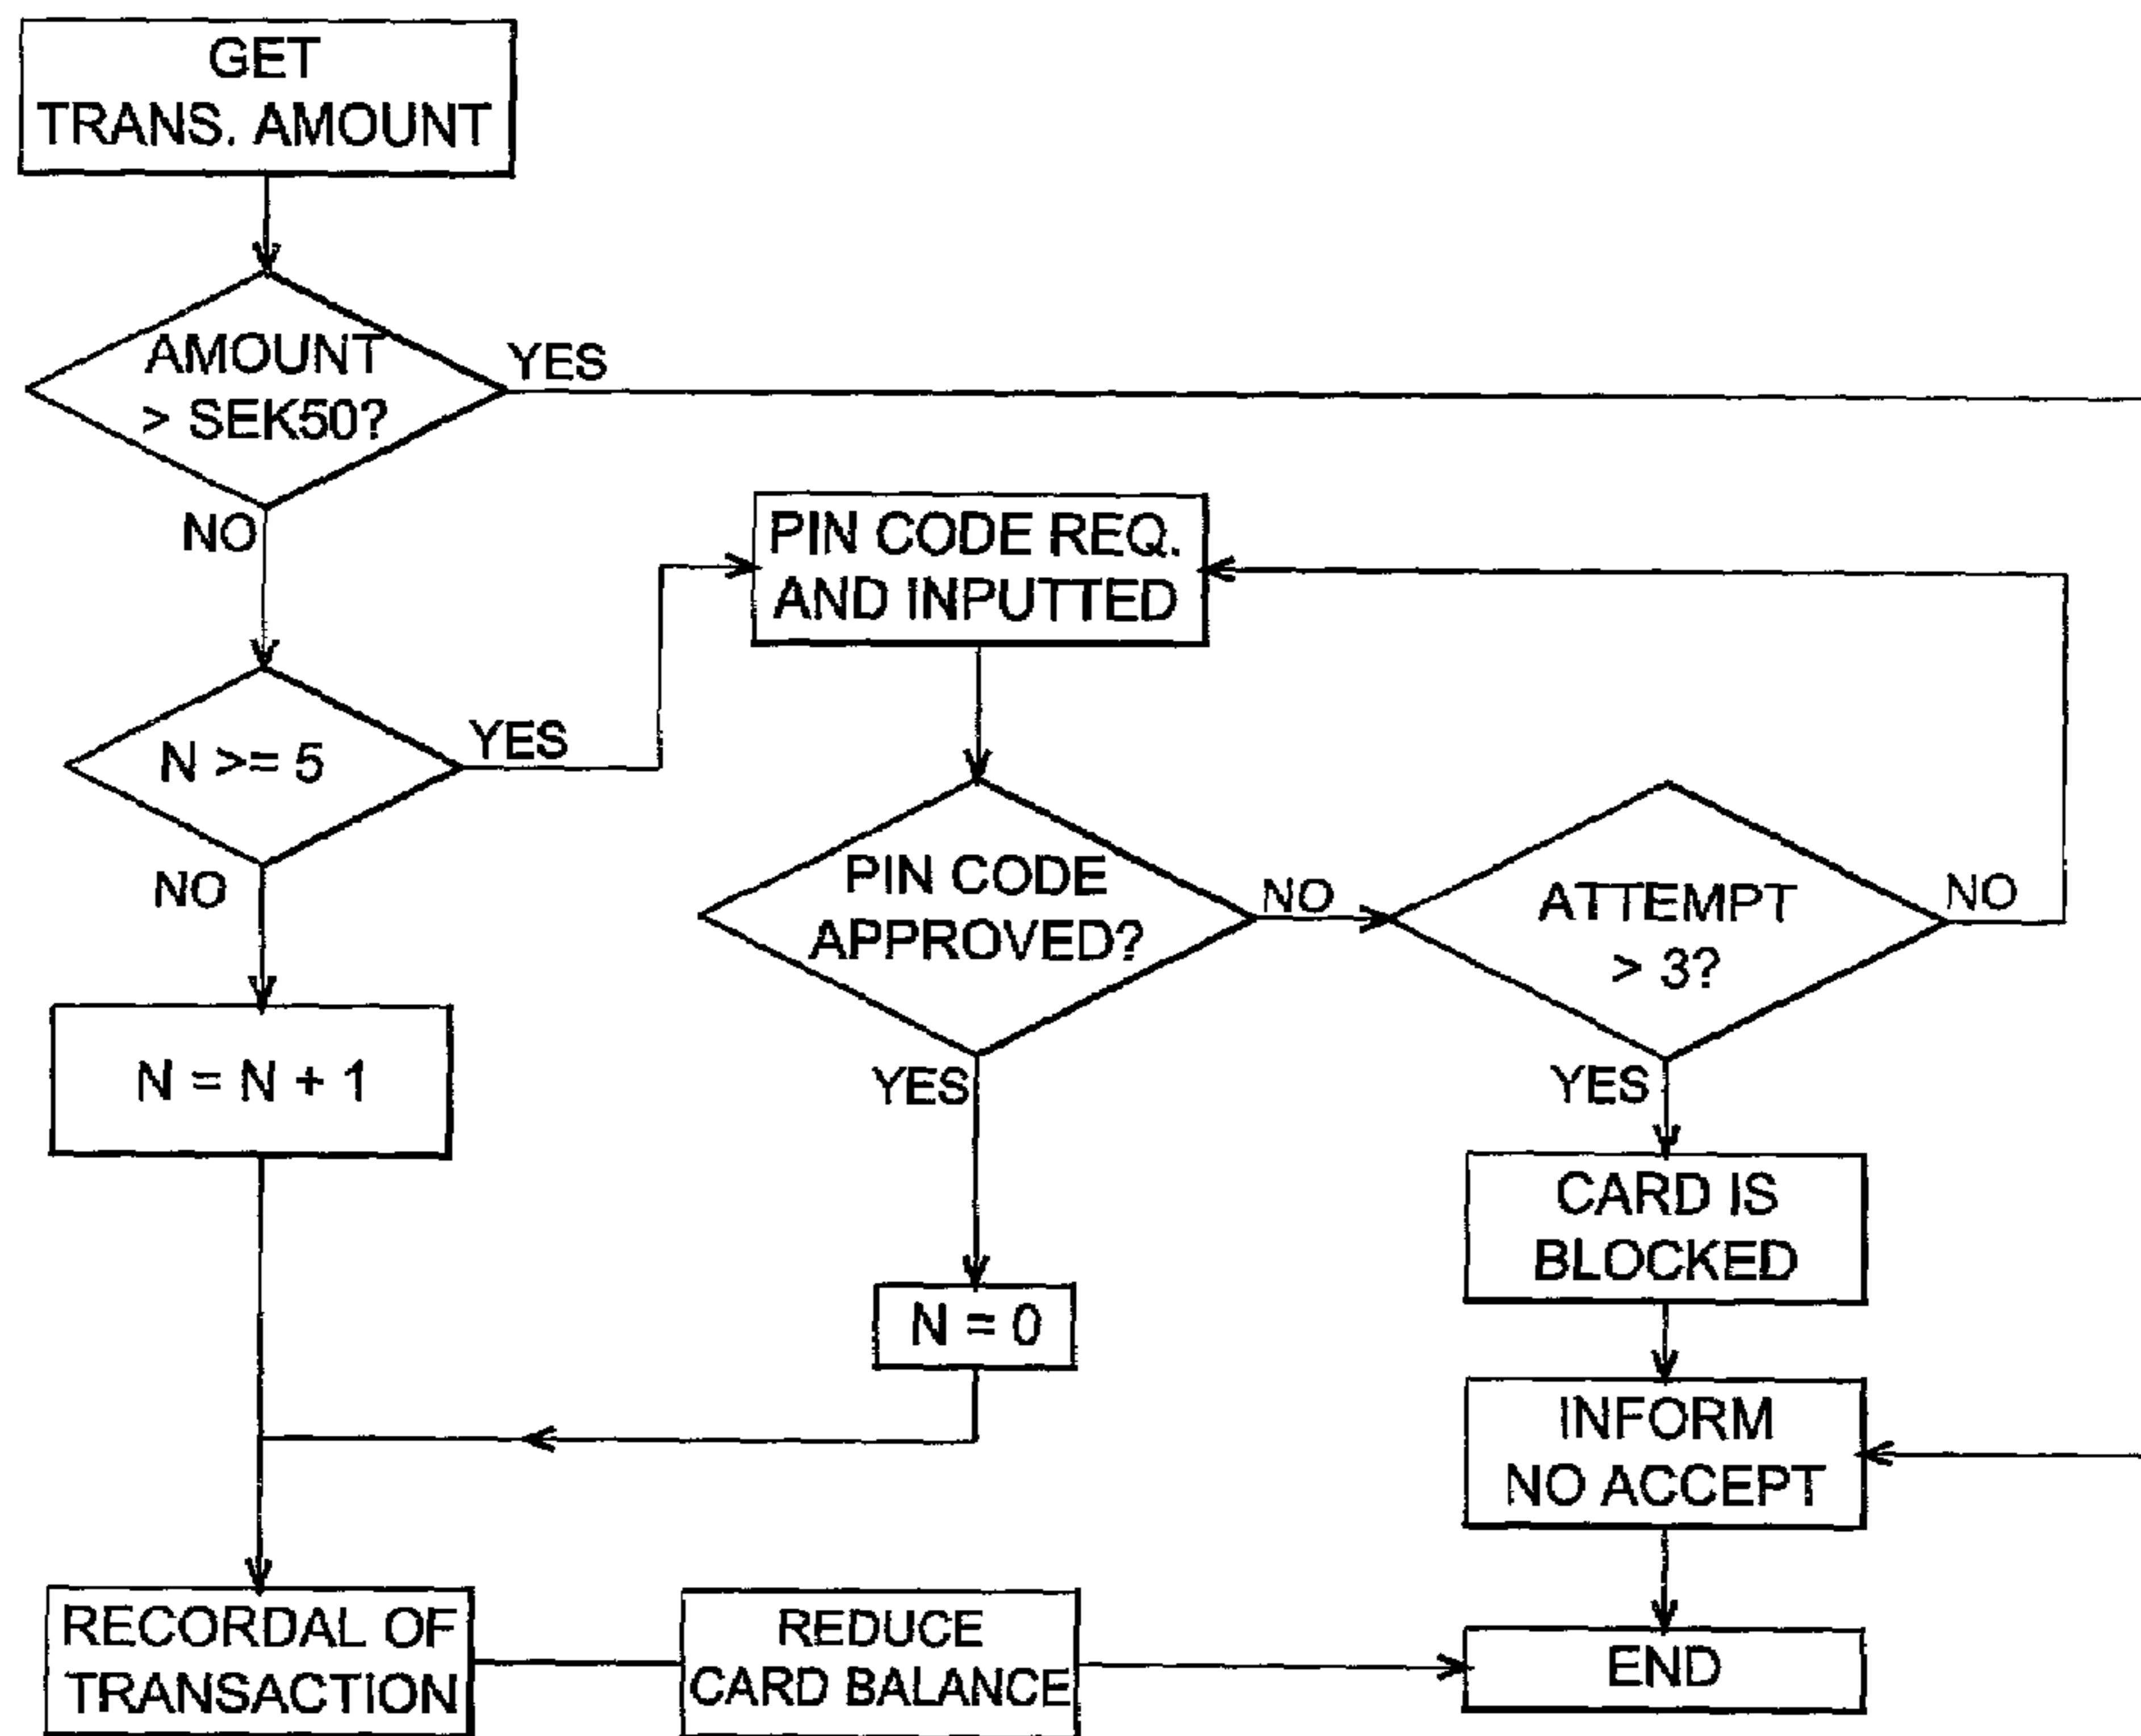 GET
TRANS. AMOUNT
AMOUNT
> SEK50?
YES
NO
PIN CODE REQ.
AND INPUTTED
N >= 5
YES
NO
PIN CODE
APPROVED?
NO
YES
ATTEMPT
> 3?
NO
YES
N = N + 1
CARD IS
BLOCKED
N = 0
INFORM
NO ACCEPT
RECORDAL OF
TRANSACTION
REDUCE
CARD BALANCE
END